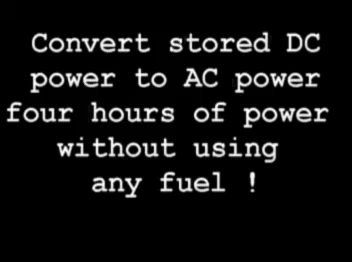 Convert stored DC
power to AC power
four hours of power
without using
any fuel !